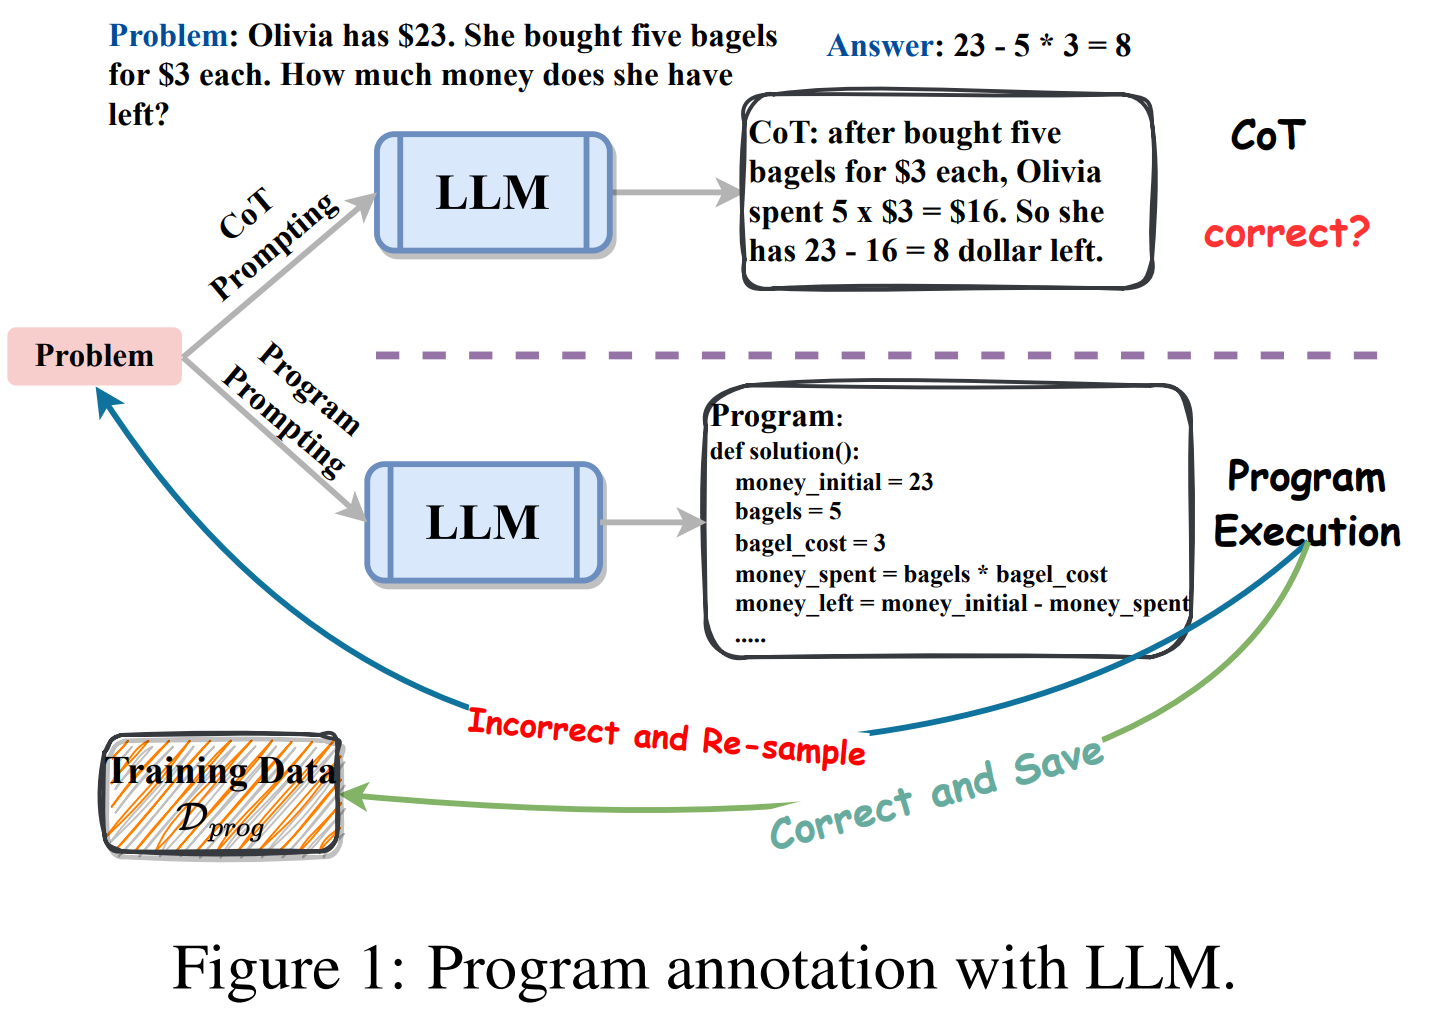 Problem: Olivia has $23. She bought five bagels
for $3 each. How much money does she have
left?
Answer: 23 - 5 * 3 = 8
CoT
Prompting
LLM
CoT: after bought five
bagels for $3 each, Olivia
spent 5 x $3 = $16. So she
has 23 - 16 = 8 dollar left.
CoT
correct?
Problem
Program
Prompting
LLM
Program:
def solution():
money_initial = 23
bagels = 5
bagel_cost = 3
money_spent = bagels * bagel_cost
money_left = money_initial - money_spent
.....
Program
Execution
Incorrect and Re-sample
Correct and Save
Training Data
𝒟prog
Figure 1: Program annotation with LLM.